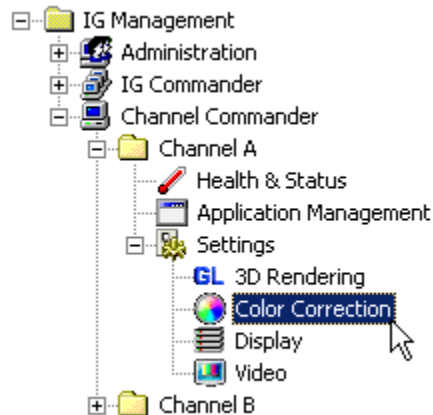 IG Management
Administration
IG Commander
Channel Commander
Channel A
Health & Status
Application Management
Settings
GL 3D Rendering
Color Correction
Display
Video
Channel B